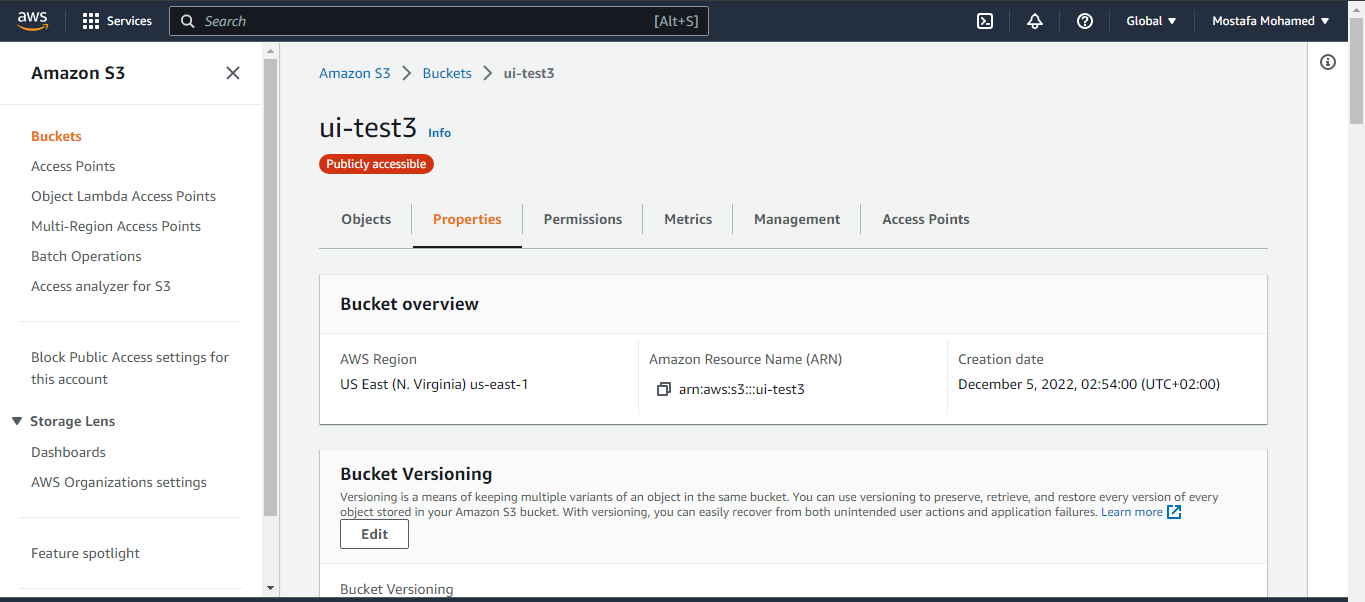 aws Services Search [Alt+S] Global Mostafa Mohamed
Amazon S3
Buckets
Access Points
Object Lambda Access Points
Multi-Region Access Points
Batch Operations
Access analyzer for S3
Block Public Access settings for
this account
Storage Lens
Dashboards
AWS Organizations settings
Feature spotlight
Amazon S3 > Buckets > ui-test3
ui-test3 Info
Publicly accessible
Objects Properties Permissions Metrics Management Access Points
Bucket overview
AWS Region
US East (N. Virginia) us-east-1
Amazon Resource Name (ARN)
arn:aws:s3:::ui-test3
Creation date
December 5, 2022, 02:54:00 (UTC+02:00)
Bucket Versioning
Versioning is a means of keeping multiple variants of an object in the same bucket. You can use versioning to preserve, retrieve, and restore every version of every
object stored in your Amazon S3 bucket. With versioning, you can easily recover from both unintended user actions and application failures. Learn more
Edit
Bucket Versioning